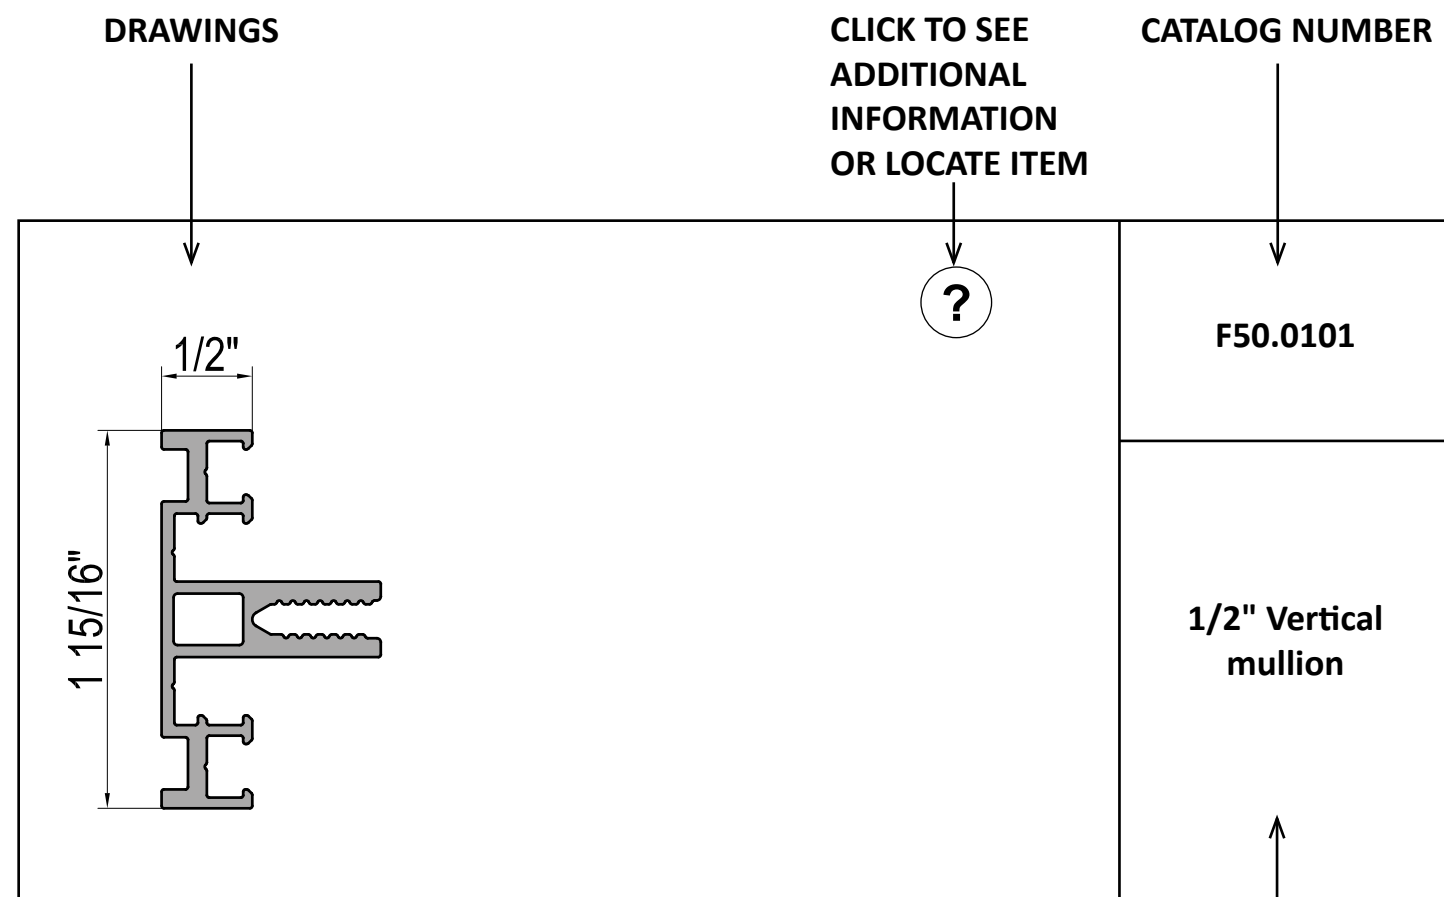 DRAWINGS
CLICK TO SEE
ADDITIONAL
INFORMATION
OR LOCATE ITEM
CATALOG NUMBER
?
F50.0101
1/2"
1 15/16"
1/2" Vertical
mullion